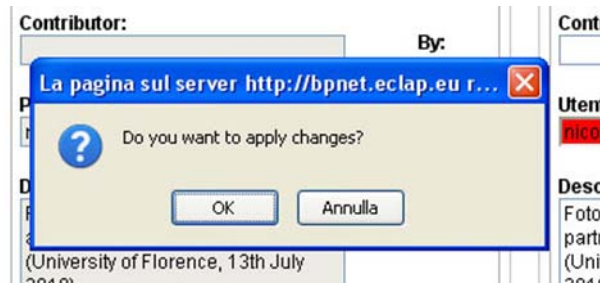 Contributor:
By:
Cont
La pagina sul server http://bpnet.eclap.eu r...
Do you want to apply changes?
OK
Annulla
P
Uten
nico
D
Desc
F
Foto
partn
(University of Florence, 13th July
(Uni